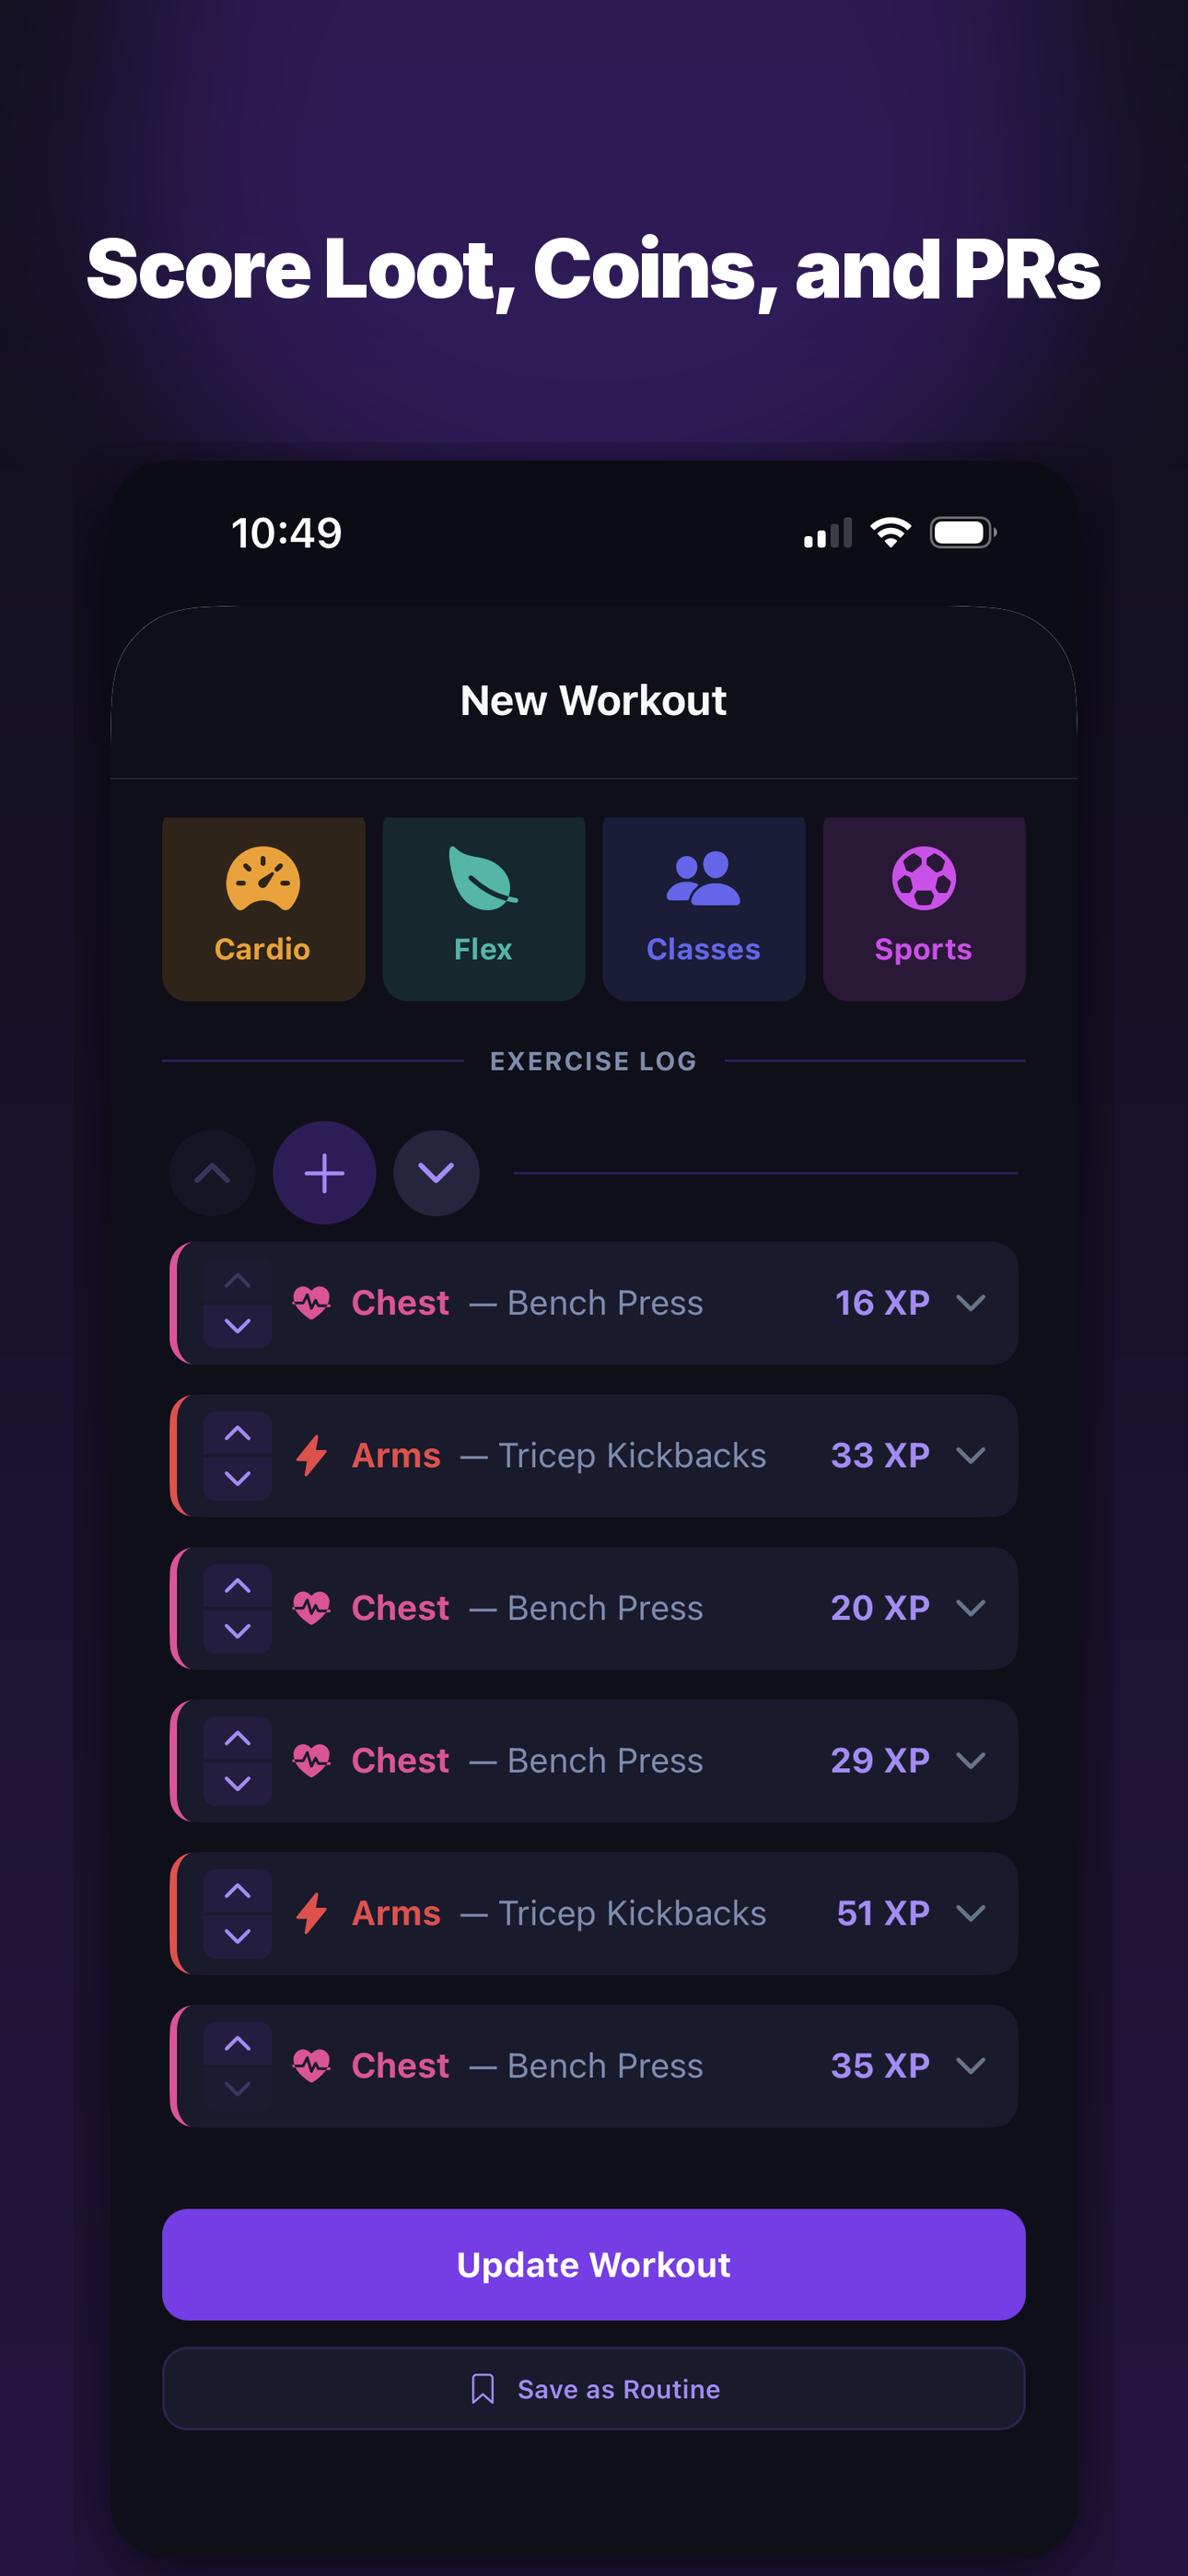 Score Loot, Coins, and PRs
10:49
New Workout
Cardio Flex Classes Sports
EXERCISE LOG
Chest — Bench Press 16 XP
Arms — Tricep Kickbacks 33 XP
Chest — Bench Press 20 XP
Chest — Bench Press 29 XP
Arms — Tricep Kickbacks 51 XP
Chest — Bench Press 35 XP
Update Workout
Save as Routine